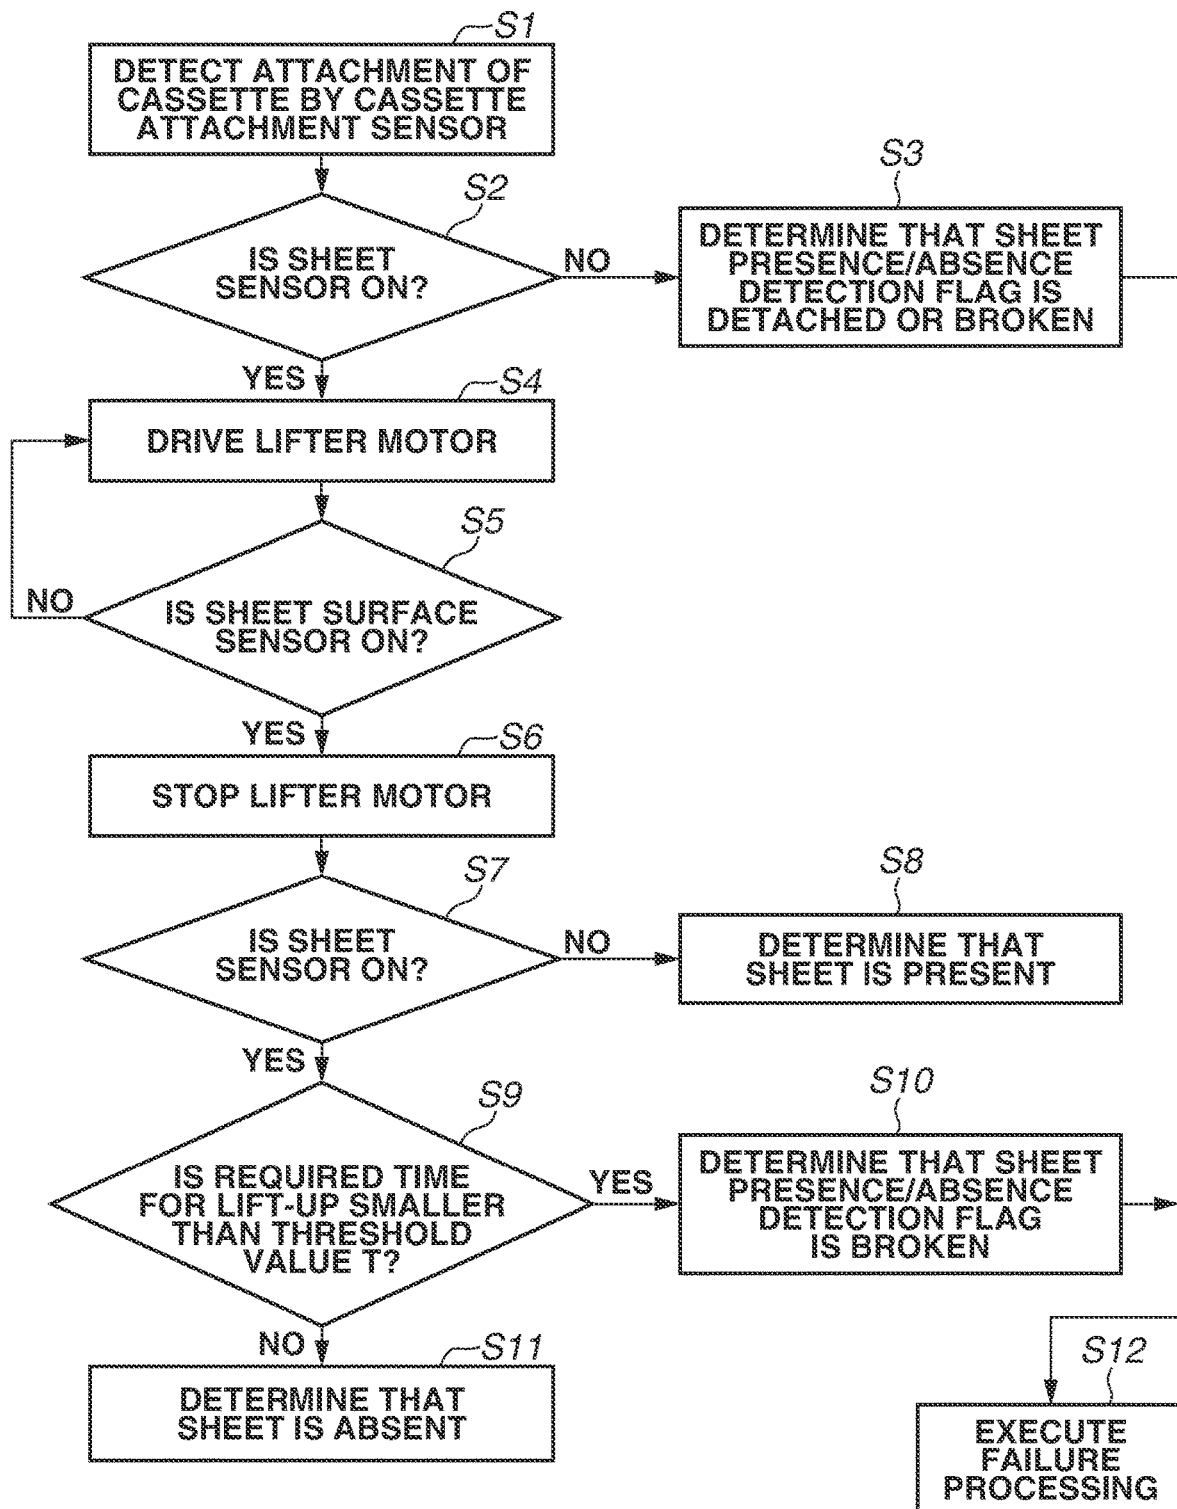 S1
DETECT ATTACHMENT OF
CASSETTE BY CASSETTE
ATTACHMENT SENSOR
S2
IS SHEET
SENSOR ON?
NO
S3
DETERMINE THAT SHEET
PRESENCE/ABSENCE
DETECTION FLAG IS
DETACHED OR BROKEN
YES
S4
DRIVE LIFTER MOTOR
S5
IS SHEET SURFACE
SENSOR ON?
NO
YES
S6
STOP LIFTER MOTOR
S7
IS SHEET
SENSOR ON?
NO
S8
DETERMINE THAT
SHEET IS PRESENT
YES
S9
IS REQUIRED TIME
FOR LIFT-UP SMALLER
THAN THRESHOLD
VALUE T?
YES
S10
DETERMINE THAT SHEET
PRESENCE/ABSENCE
DETECTION FLAG
IS BROKEN
NO
S11
DETERMINE THAT
SHEET IS ABSENT
S12
EXECUTE
FAILURE
PROCESSING